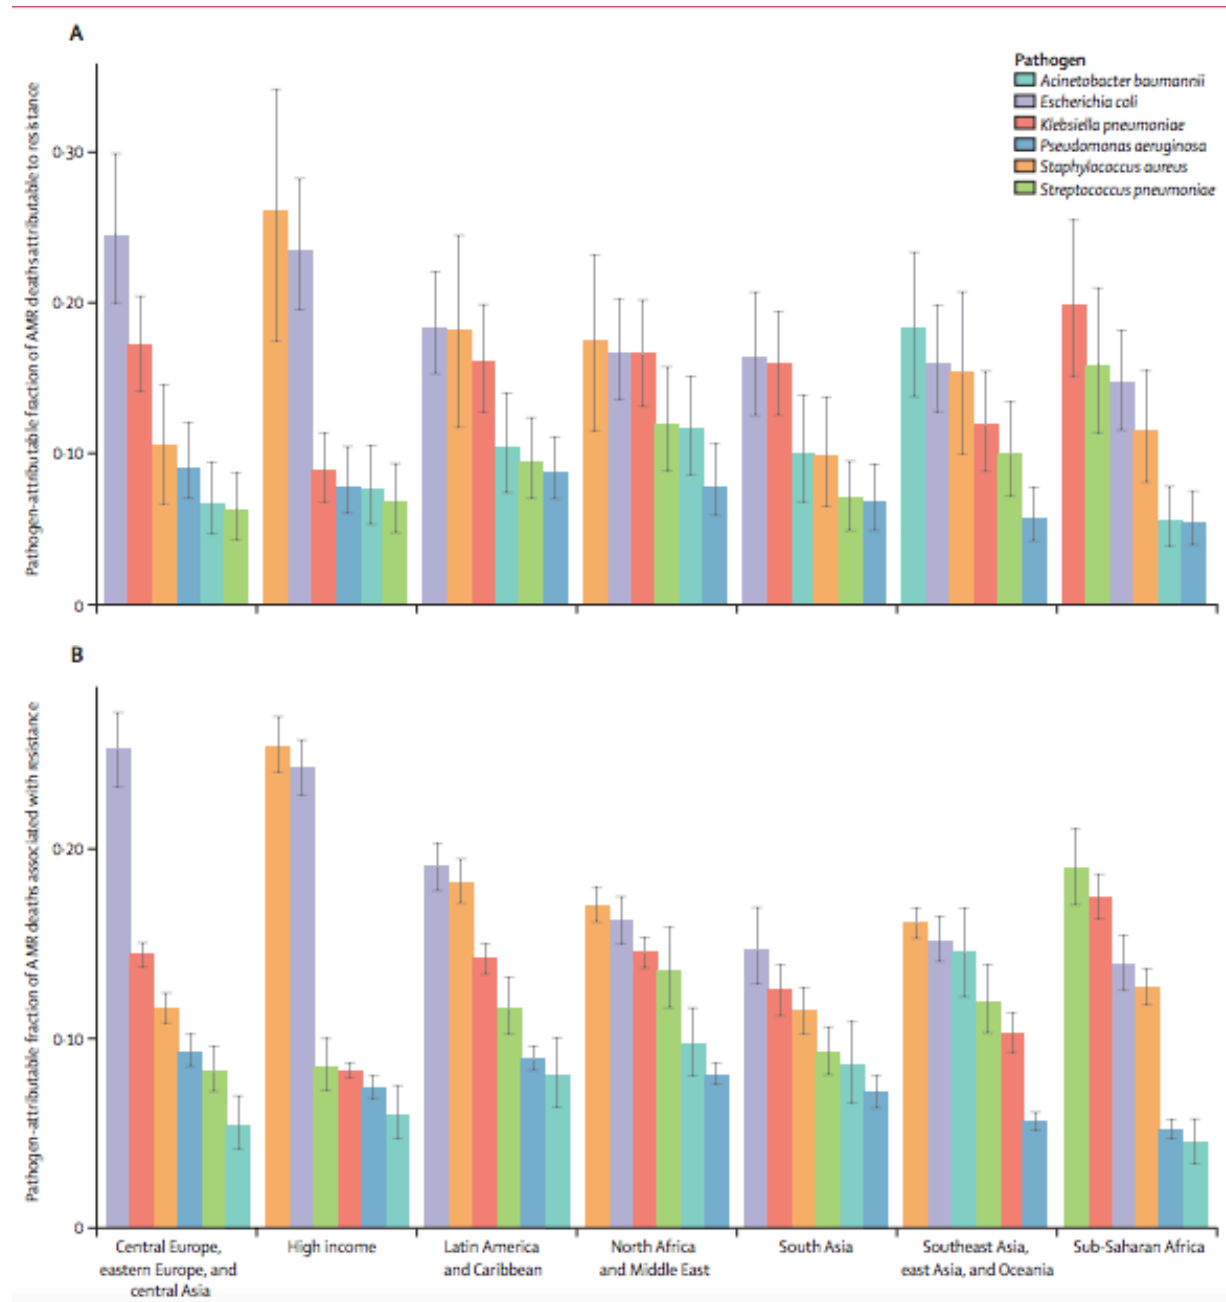 A
Pathogen-attributable fraction of AMR deaths attributable to resistance
0·30
0·20
0·10
0
Pathogen
Acinetobacter baumannii
Escherichia coli
Klebsiella pneumoniae
Pseudomonas aeruginosa
Staphylococcus aureus
Streptococcus pneumoniae
B
Pathogen-attributable fraction of AMR deaths associated with resistance
0·20
0·10
0
Central Europe,
eastern Europe, and
central Asia
High income
Latin America
and Caribbean
North Africa
and Middle East
South Asia
Southeast Asia,
east Asia, and Oceania
Sub-Saharan Africa